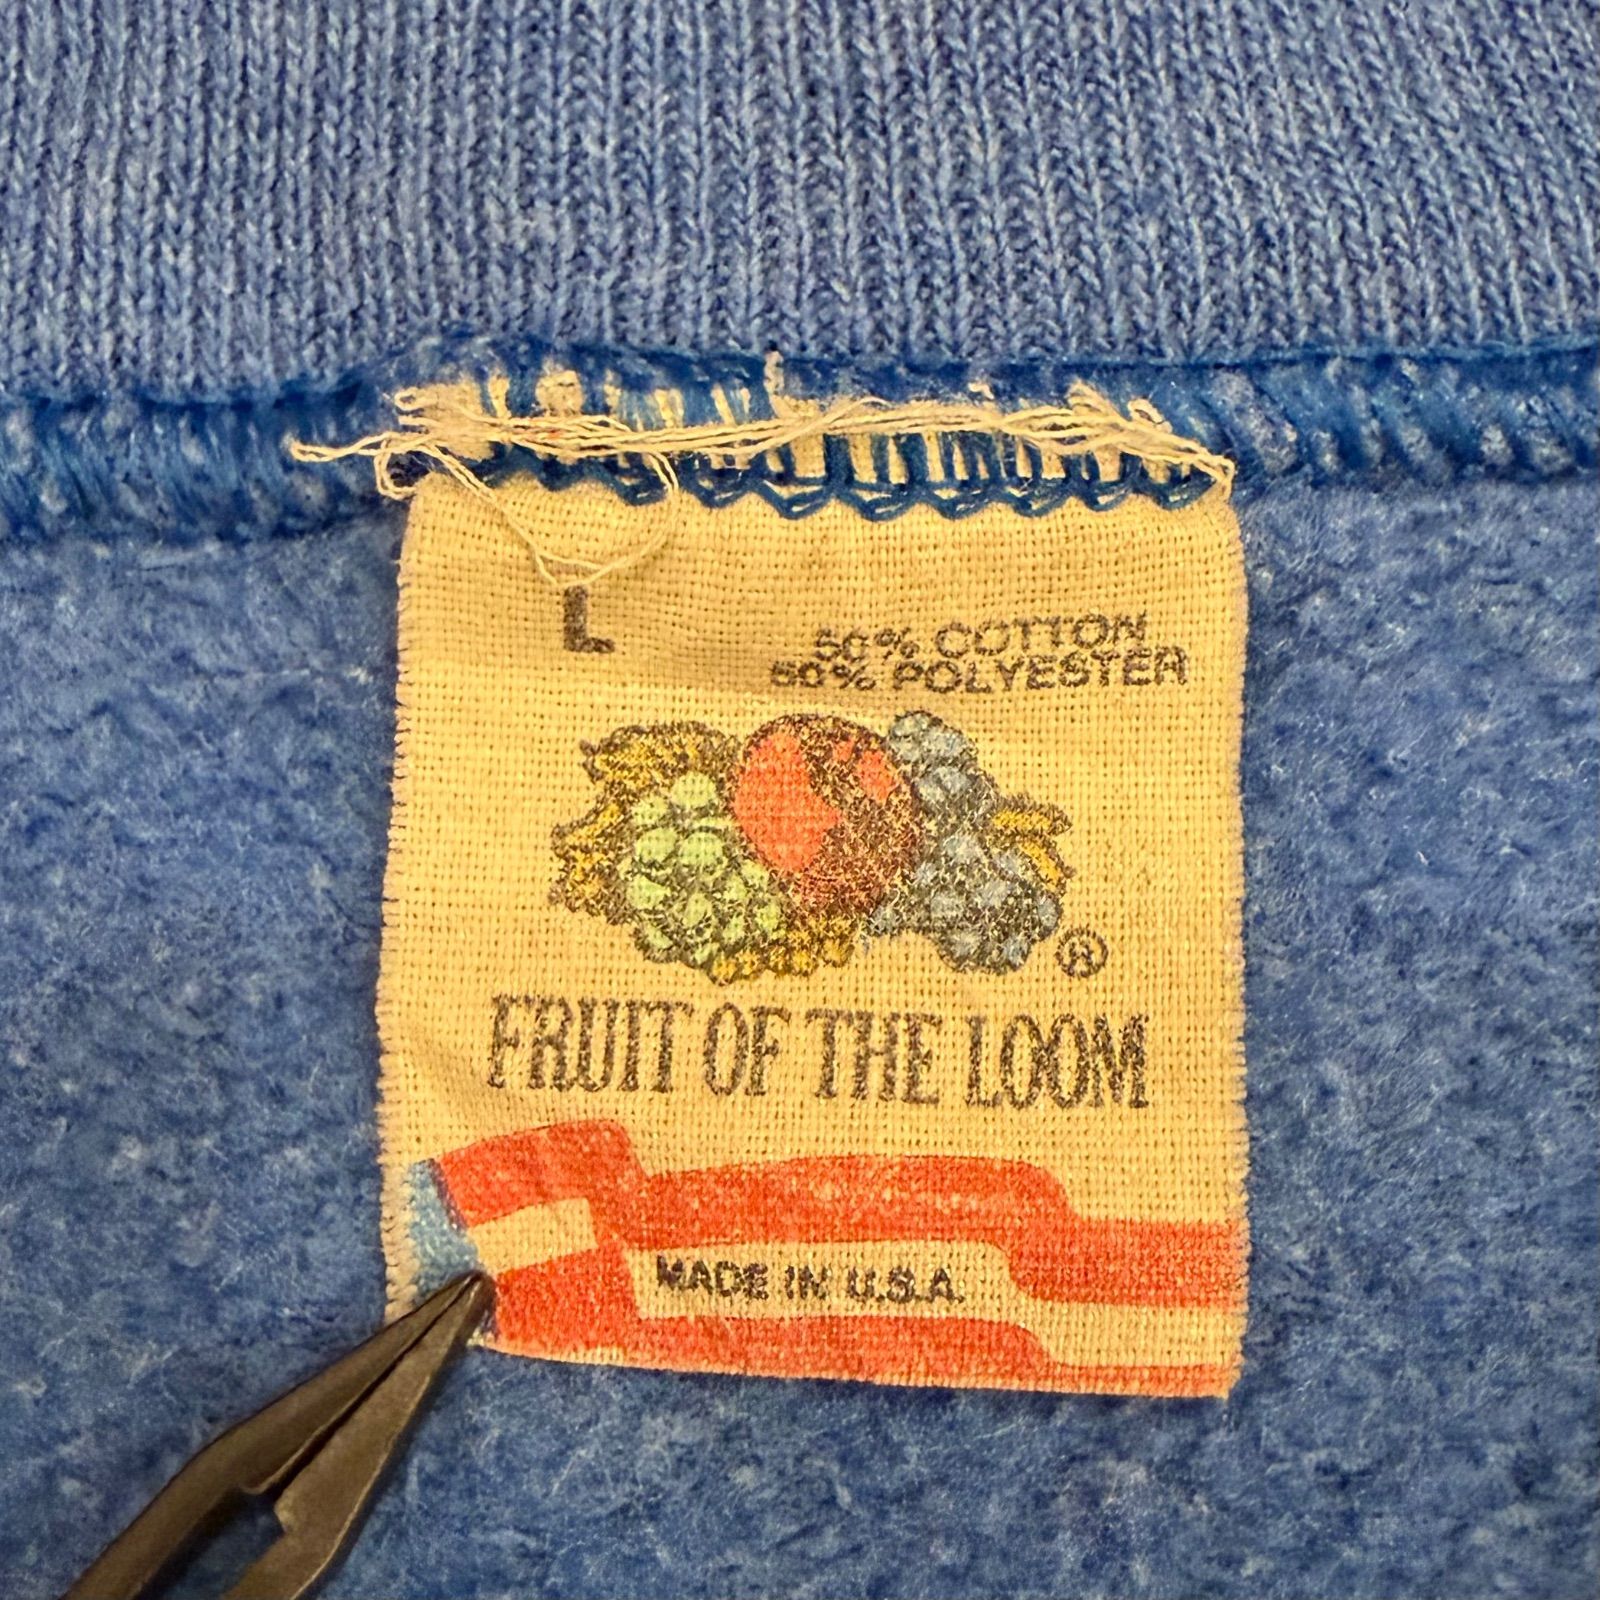 L
50% COTTON
50% POLYESTER
®
FRUIT OF THE LOOM
MADE IN U.S.A.